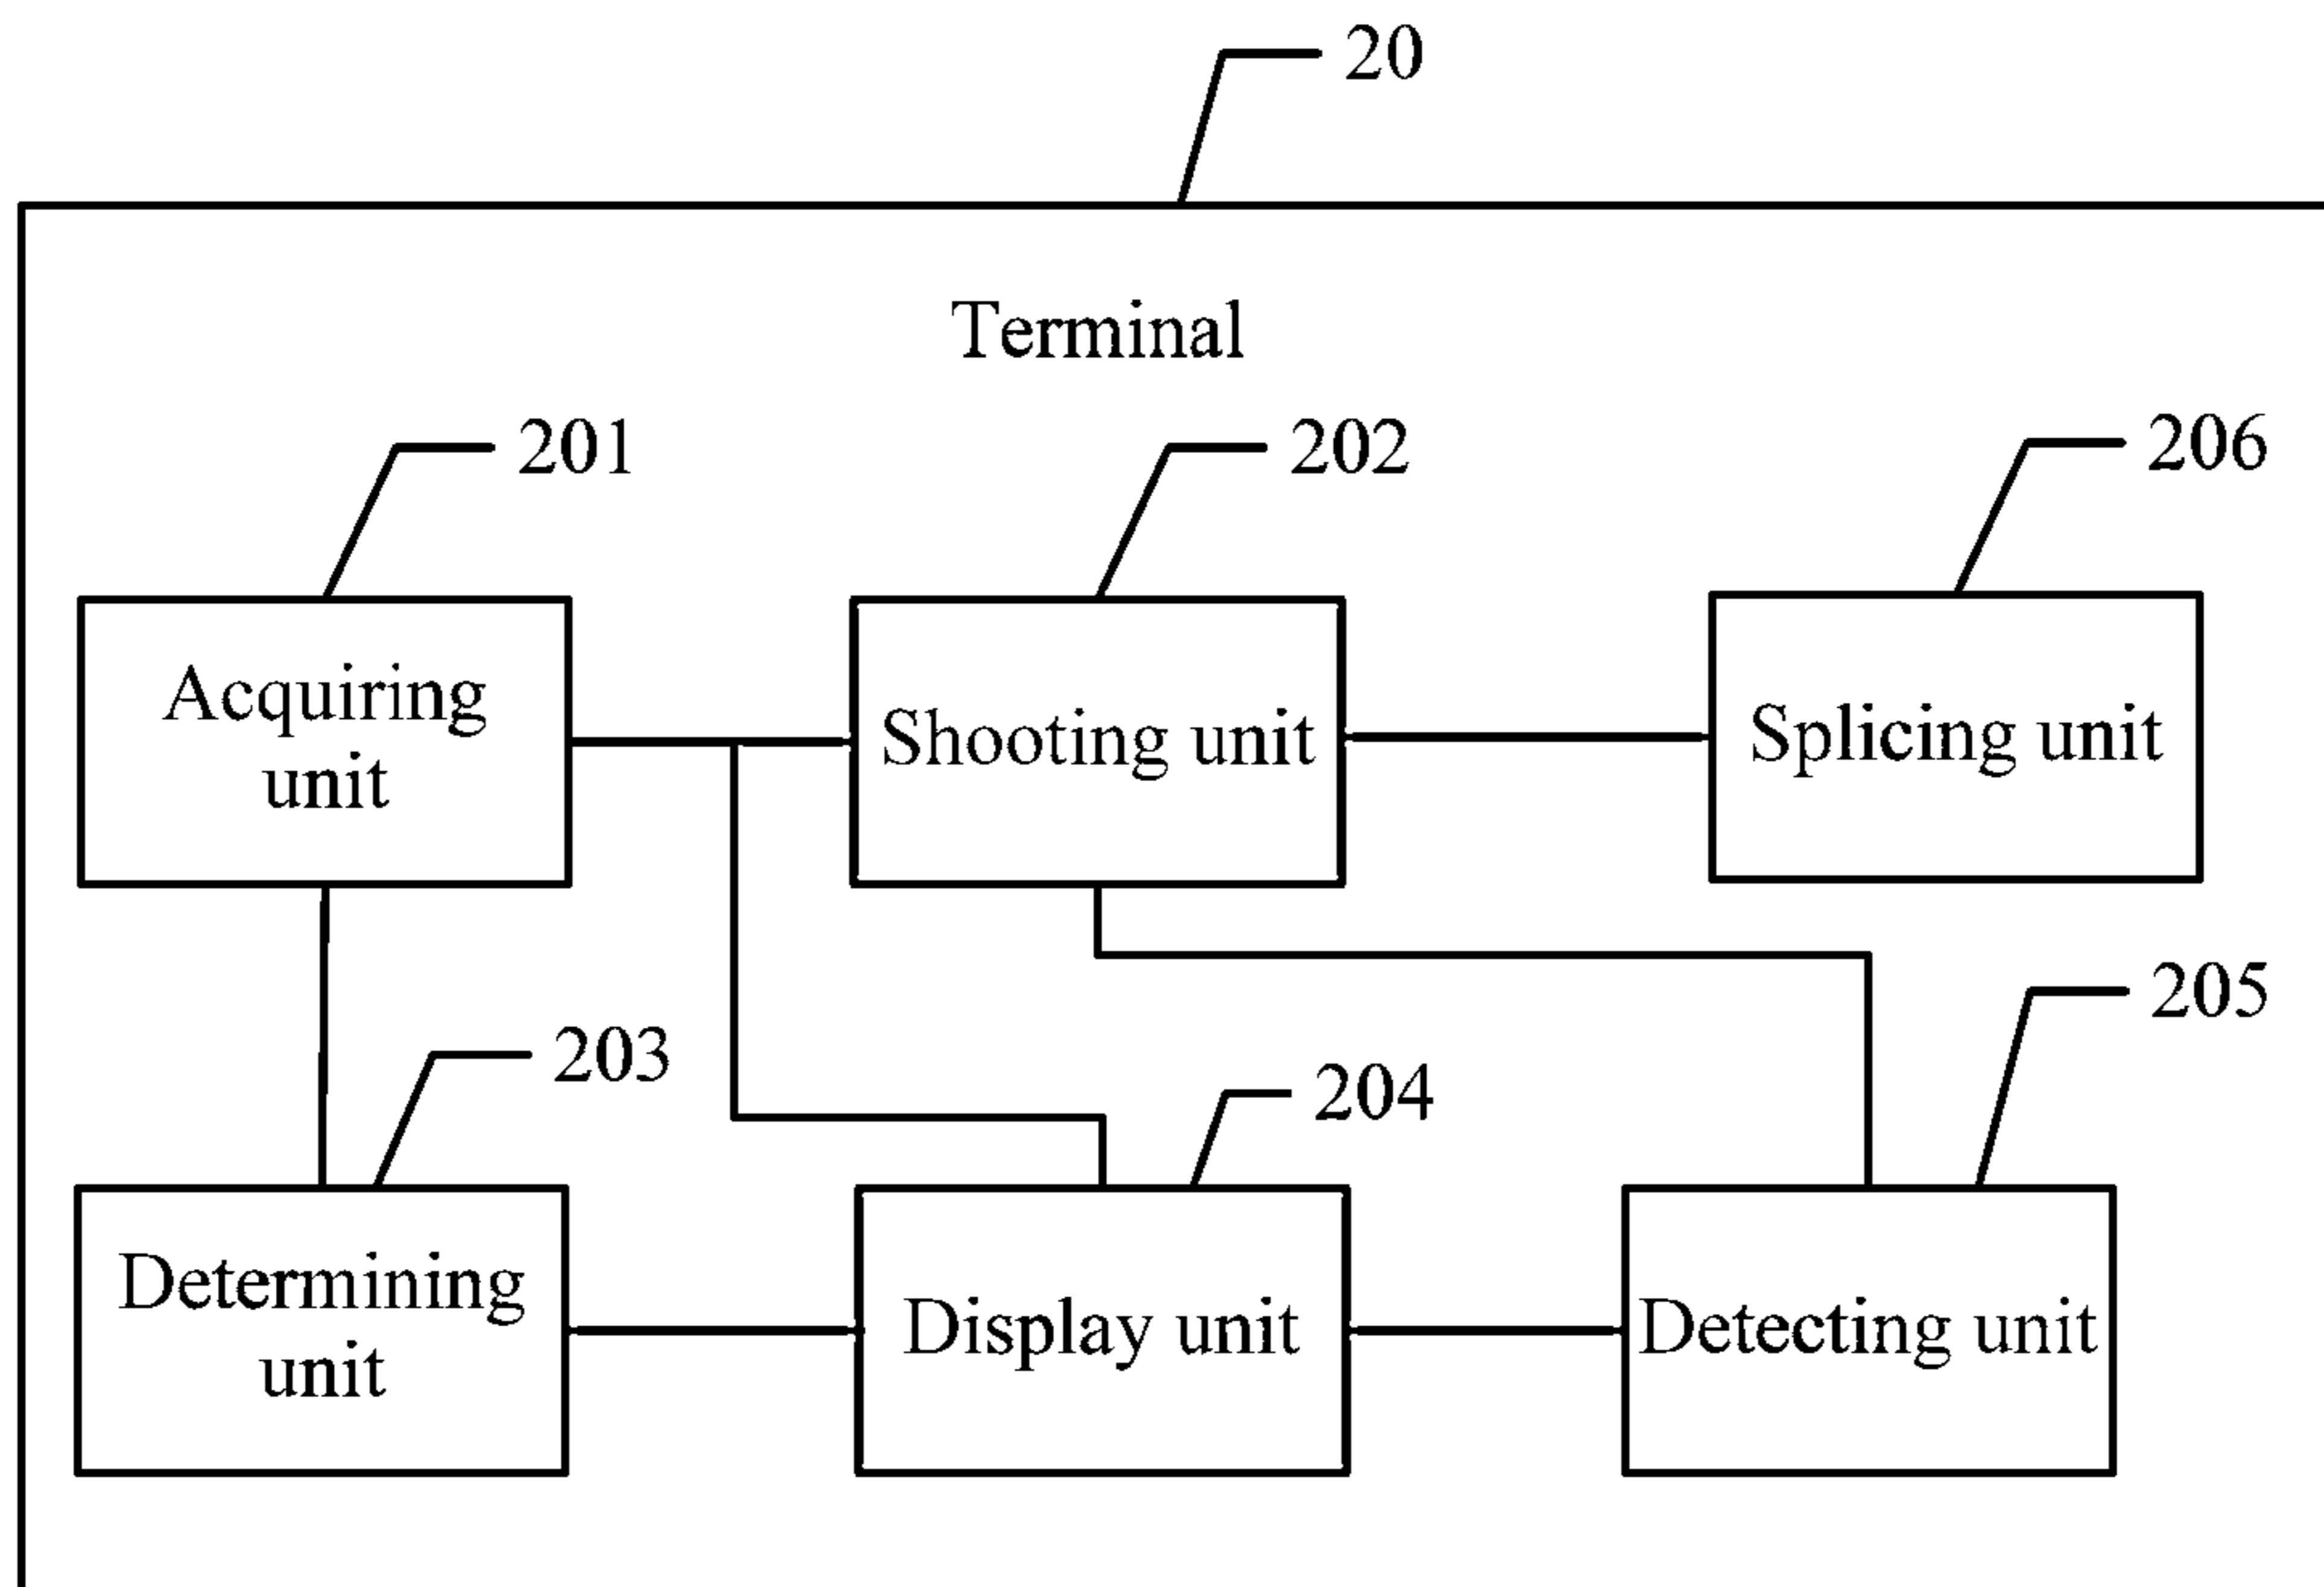 20
Terminal
201
202
206
Acquiring
unit
Shooting unit
Splicing unit
203
204
205
Determining
unit
Display unit
Detecting unit